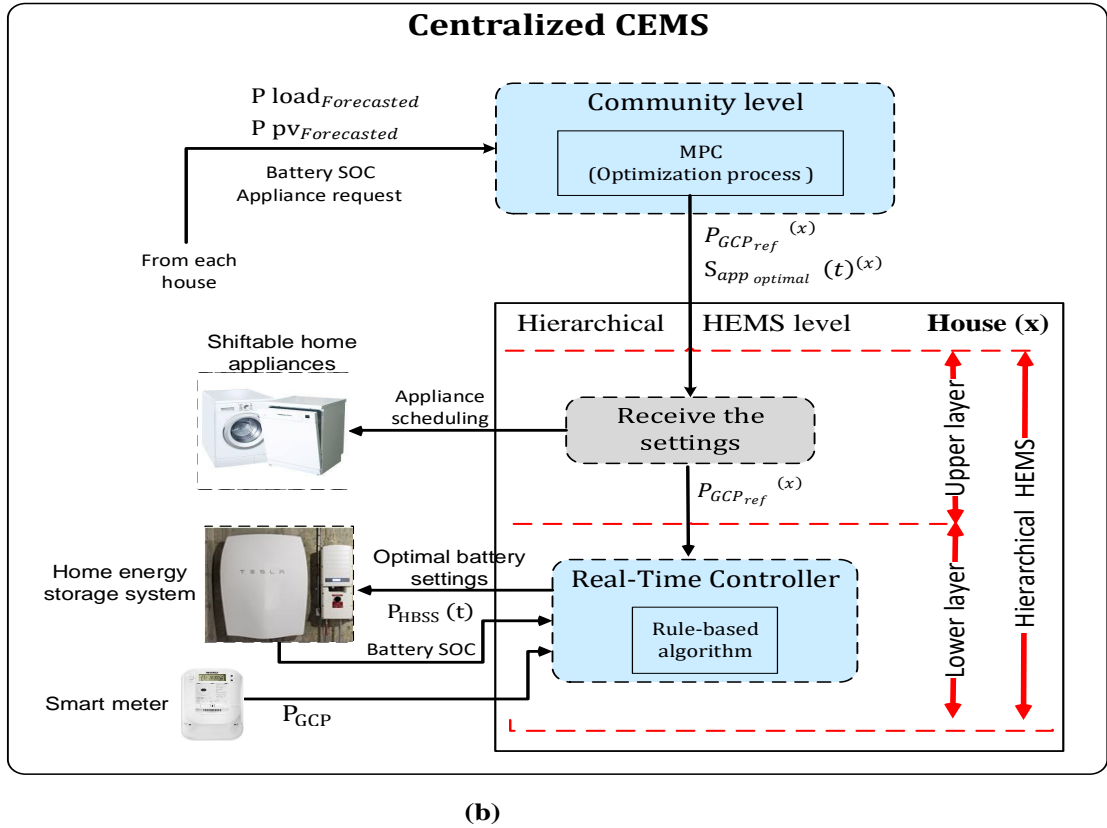 Centralized CEMS
P load_Forecasted
P pv_Forecasted
Battery SOC
Appliance request
From each
house
Community level
MPC
(Optimization process )
P_GCP_ref ^(x)
S_app optimal (t)^(x)
Hierarchical HEMS level House (x)
Shiftable home
appliances
Appliance
scheduling
Receive the
settings
P_GCP_ref ^(x)
Upper layer
Lower layer
Hierarchical HEMS
Home energy
storage system
TESLA
Optimal battery
settings
P_HBSS (t)
Battery SOC
Real-Time Controller
Rule-based
algorithm
Smart meter
P_GCP
(b)